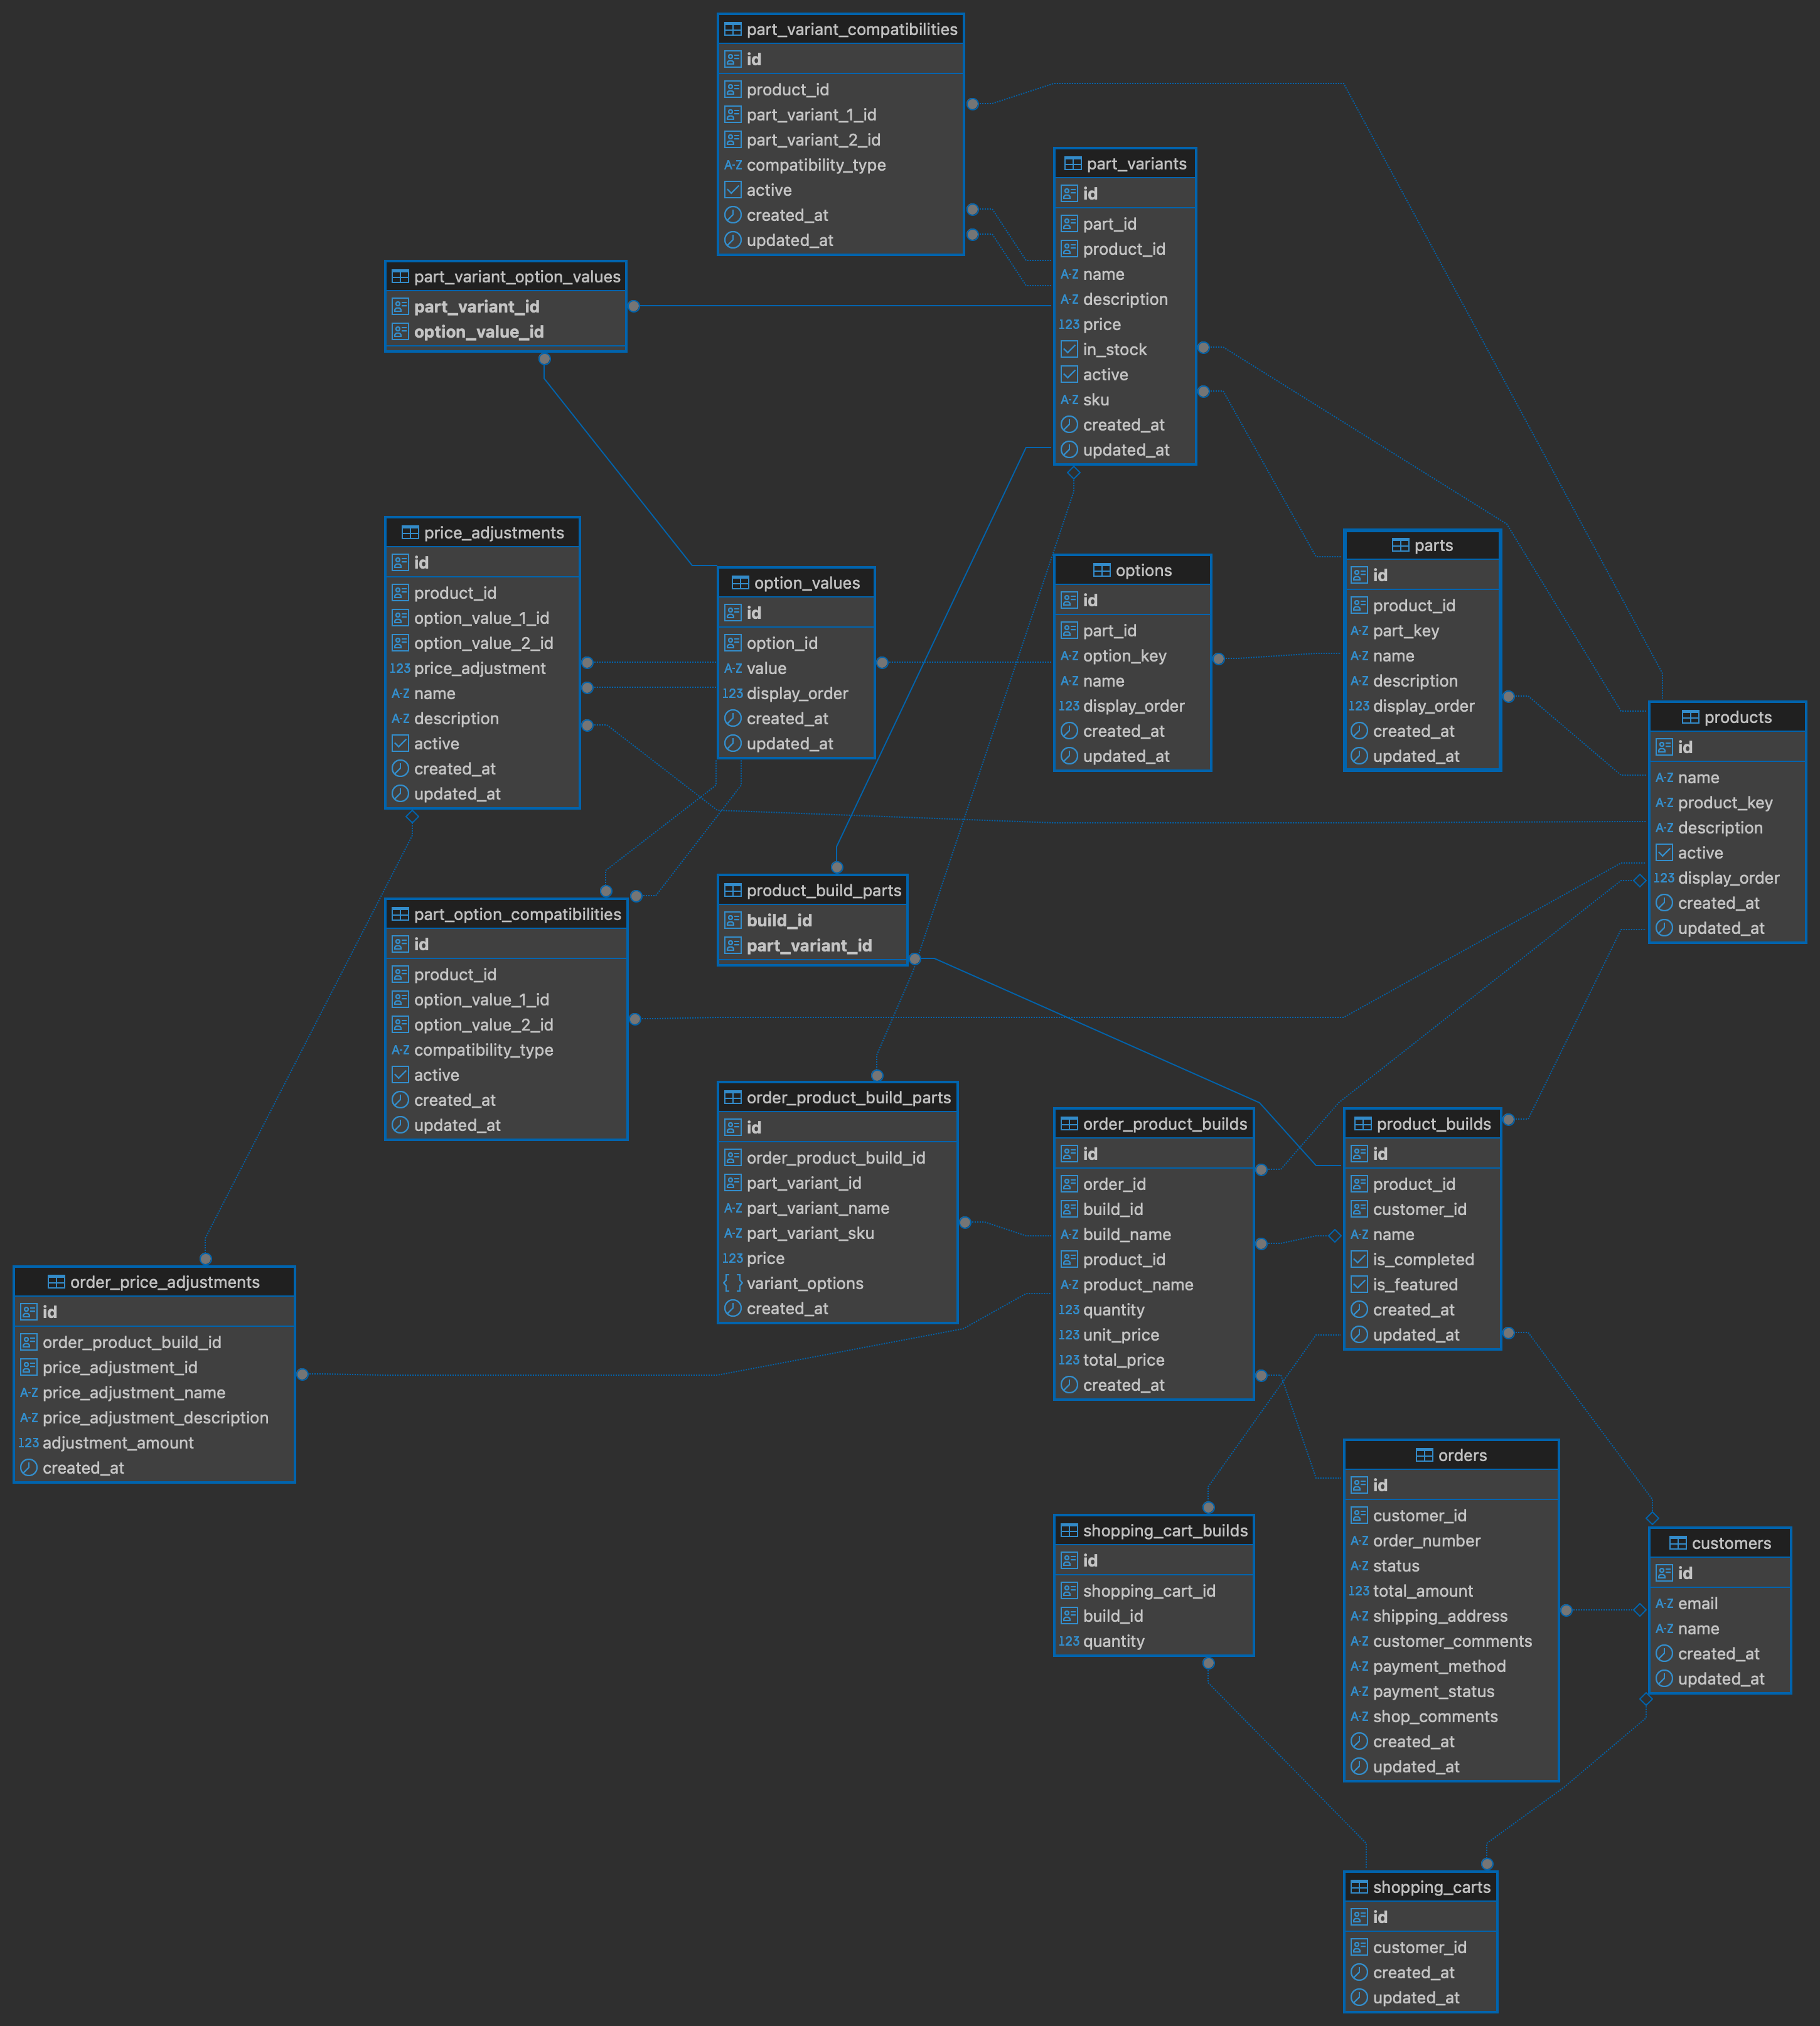 part_variant_compatibilities
id
product_id
part_variant_1_id
part_variant_2_id
A-Z compatibility_type
active
created_at
updated_at
part_variants
id
part_id
product_id
A-Z name
A-Z description
123 price
in_stock
active
A-Z sku
created_at
updated_at
part_variant_option_values
part_variant_id
option_value_id
price_adjustments
id
product_id
option_value_1_id
option_value_2_id
123 price_adjustment
A-Z name
A-Z description
active
created_at
updated_at
option_values
id
option_id
A-Z value
123 display_order
created_at
updated_at
options
id
part_id
A-Z option_key
A-Z name
123 display_order
created_at
updated_at
parts
id
product_id
A-Z part_key
A-Z name
A-Z description
123 display_order
created_at
updated_at
products
id
A-Z name
A-Z product_key
A-Z description
active
123 display_order
created_at
updated_at
product_build_parts
build_id
part_variant_id
part_option_compatibilities
id
product_id
option_value_1_id
option_value_2_id
A-Z compatibility_type
active
created_at
updated_at
order_product_build_parts
id
order_product_build_id
part_variant_id
A-Z part_variant_name
A-Z part_variant_sku
123 price
{ } variant_options
created_at
order_product_builds
id
order_id
build_id
A-Z build_name
product_id
A-Z product_name
123 quantity
123 unit_price
123 total_price
created_at
product_builds
id
product_id
customer_id
A-Z name
is_completed
is_featured
created_at
updated_at
order_price_adjustments
id
order_product_build_id
price_adjustment_id
A-Z price_adjustment_name
A-Z price_adjustment_description
123 adjustment_amount
created_at
orders
id
customer_id
A-Z order_number
A-Z status
123 total_amount
A-Z shipping_address
A-Z customer_comments
A-Z payment_method
A-Z payment_status
A-Z shop_comments
created_at
updated_at
shopping_cart_builds
id
shopping_cart_id
build_id
123 quantity
customers
id
A-Z email
A-Z name
created_at
updated_at
shopping_carts
id
customer_id
created_at
updated_at